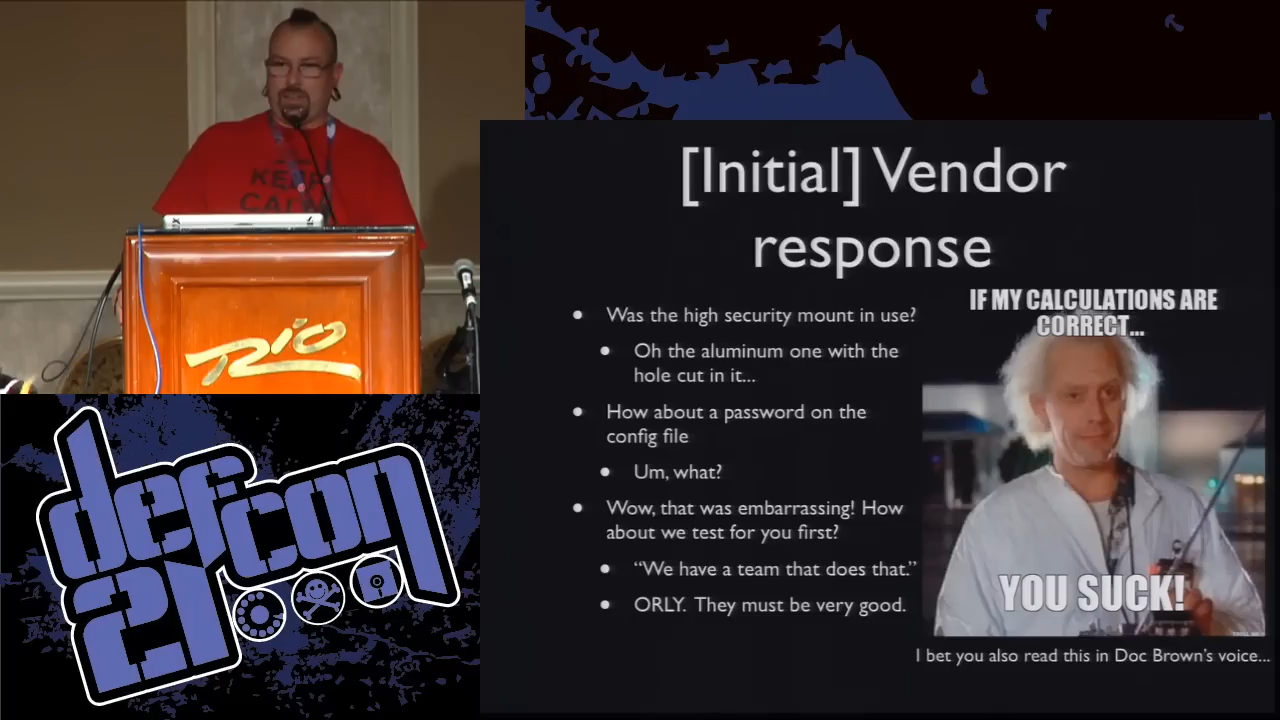 KEEP
CALM
RIO
[Initial] Vendor
response
Was the high security mount in use?
Oh the aluminum one with the
hole cut in it...
How about a password on the
config file
Um, what?
Wow, that was embarrassing! How
about we test for you first?
“We have a team that does that.”
ORLY. They must be very good.
IF MY CALCULATIONS ARE
CORRECT...
YOU SUCK!
I bet you also read this in Doc Brown's voice...
defcon
21